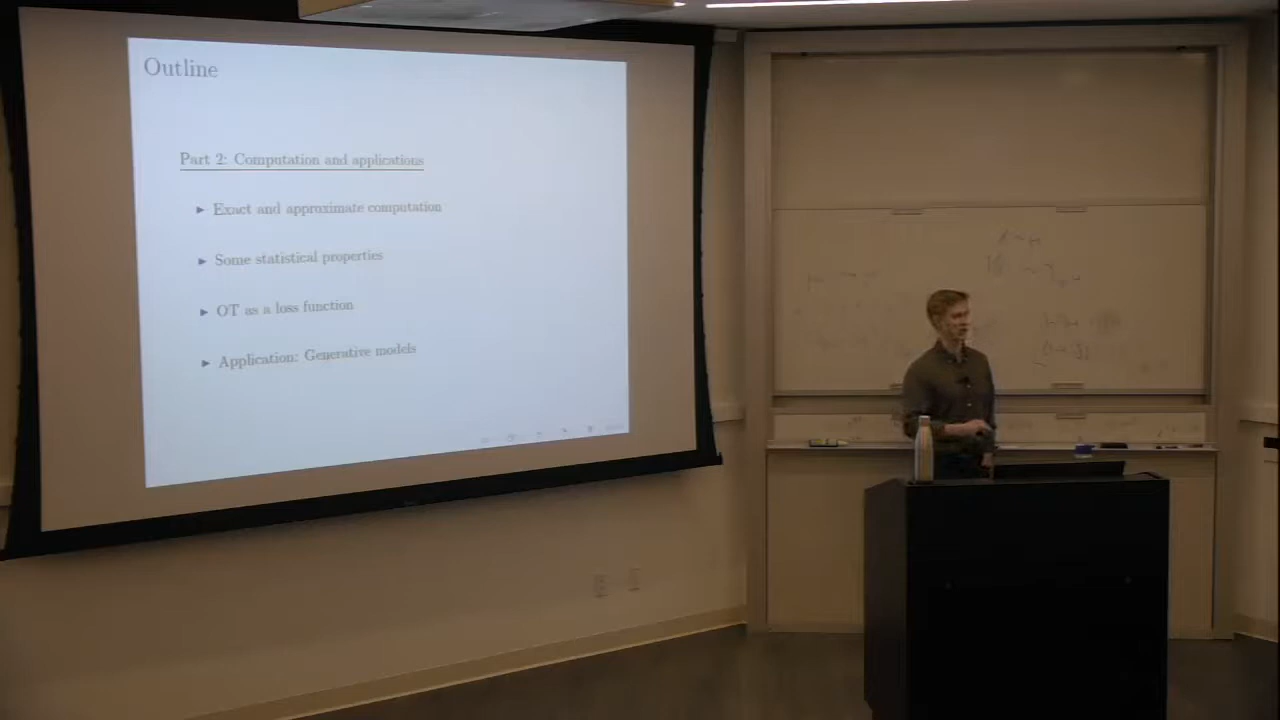 Outline
Part 2: Computation and applications
► Exact and approximate computation
► Some statistical properties
► OT as a loss function
► Application: Generative models